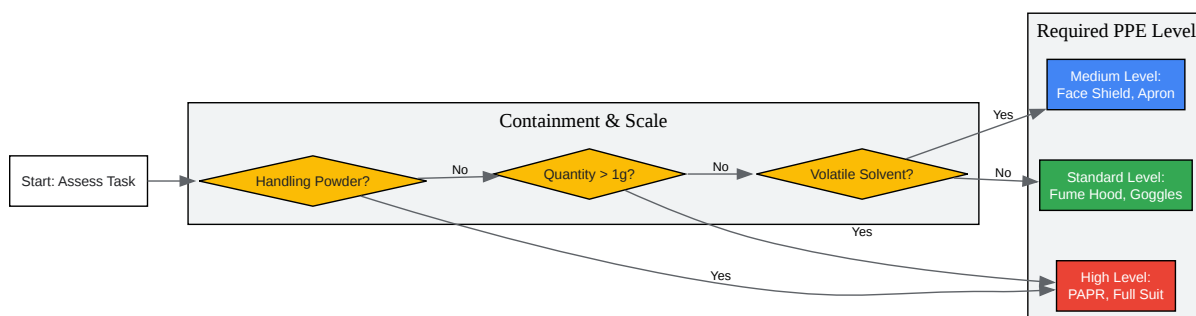 Required PPE Level
Medium Level:
Face Shield, Apron
Containment & Scale
Yes
Start: Assess Task
Handling Powder?
No
Quantity > 1g?
No
Volatile Solvent?
No
Standard Level:
Fume Hood, Goggles
Yes
Yes
High Level:
PAPR, Full Suit